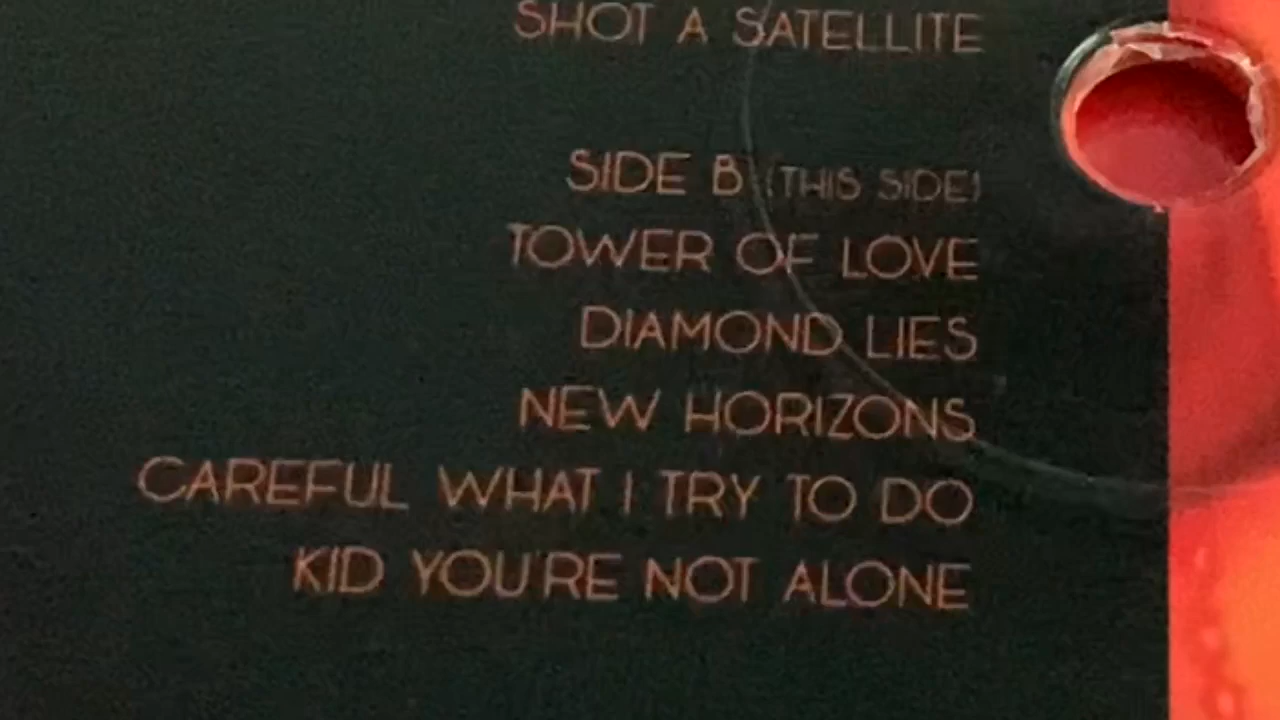 SHOT A SATELLITE
SIDE B (THIS SIDE)
TOWER OF LOVE
DIAMOND LIES
NEW HORIZONS
CAREFUL WHAT I TRY TO DO
KID YOU'RE NOT ALONE